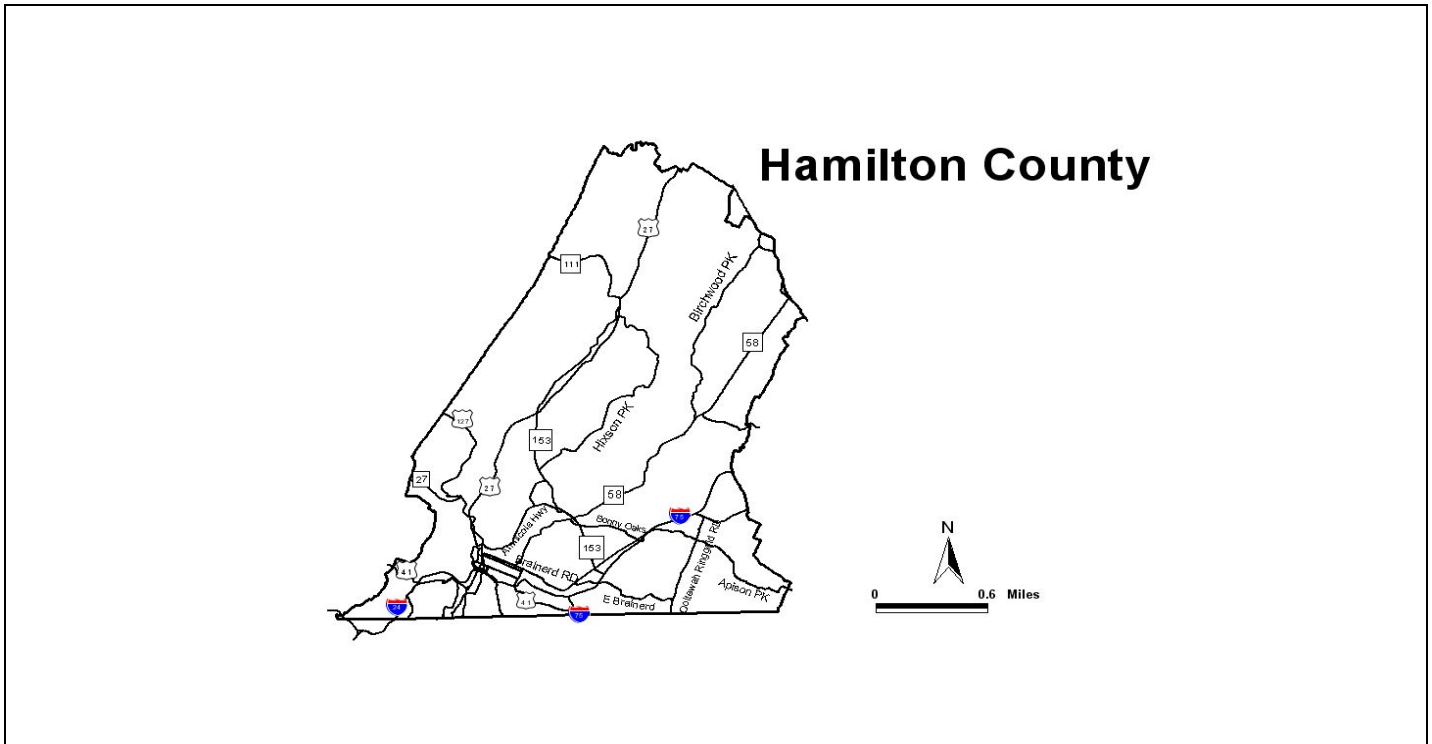 Hamilton County
27
111
Birchwood PK
58
127
153
Hixson PK
27
27
58
Amnicola Hwy
Bonny Oaks
75
153
Ooltewah Ringgold RD
Brainerd RD
41
Apison PK
41
E Brainerd
24
75
N
0 0.6 Miles